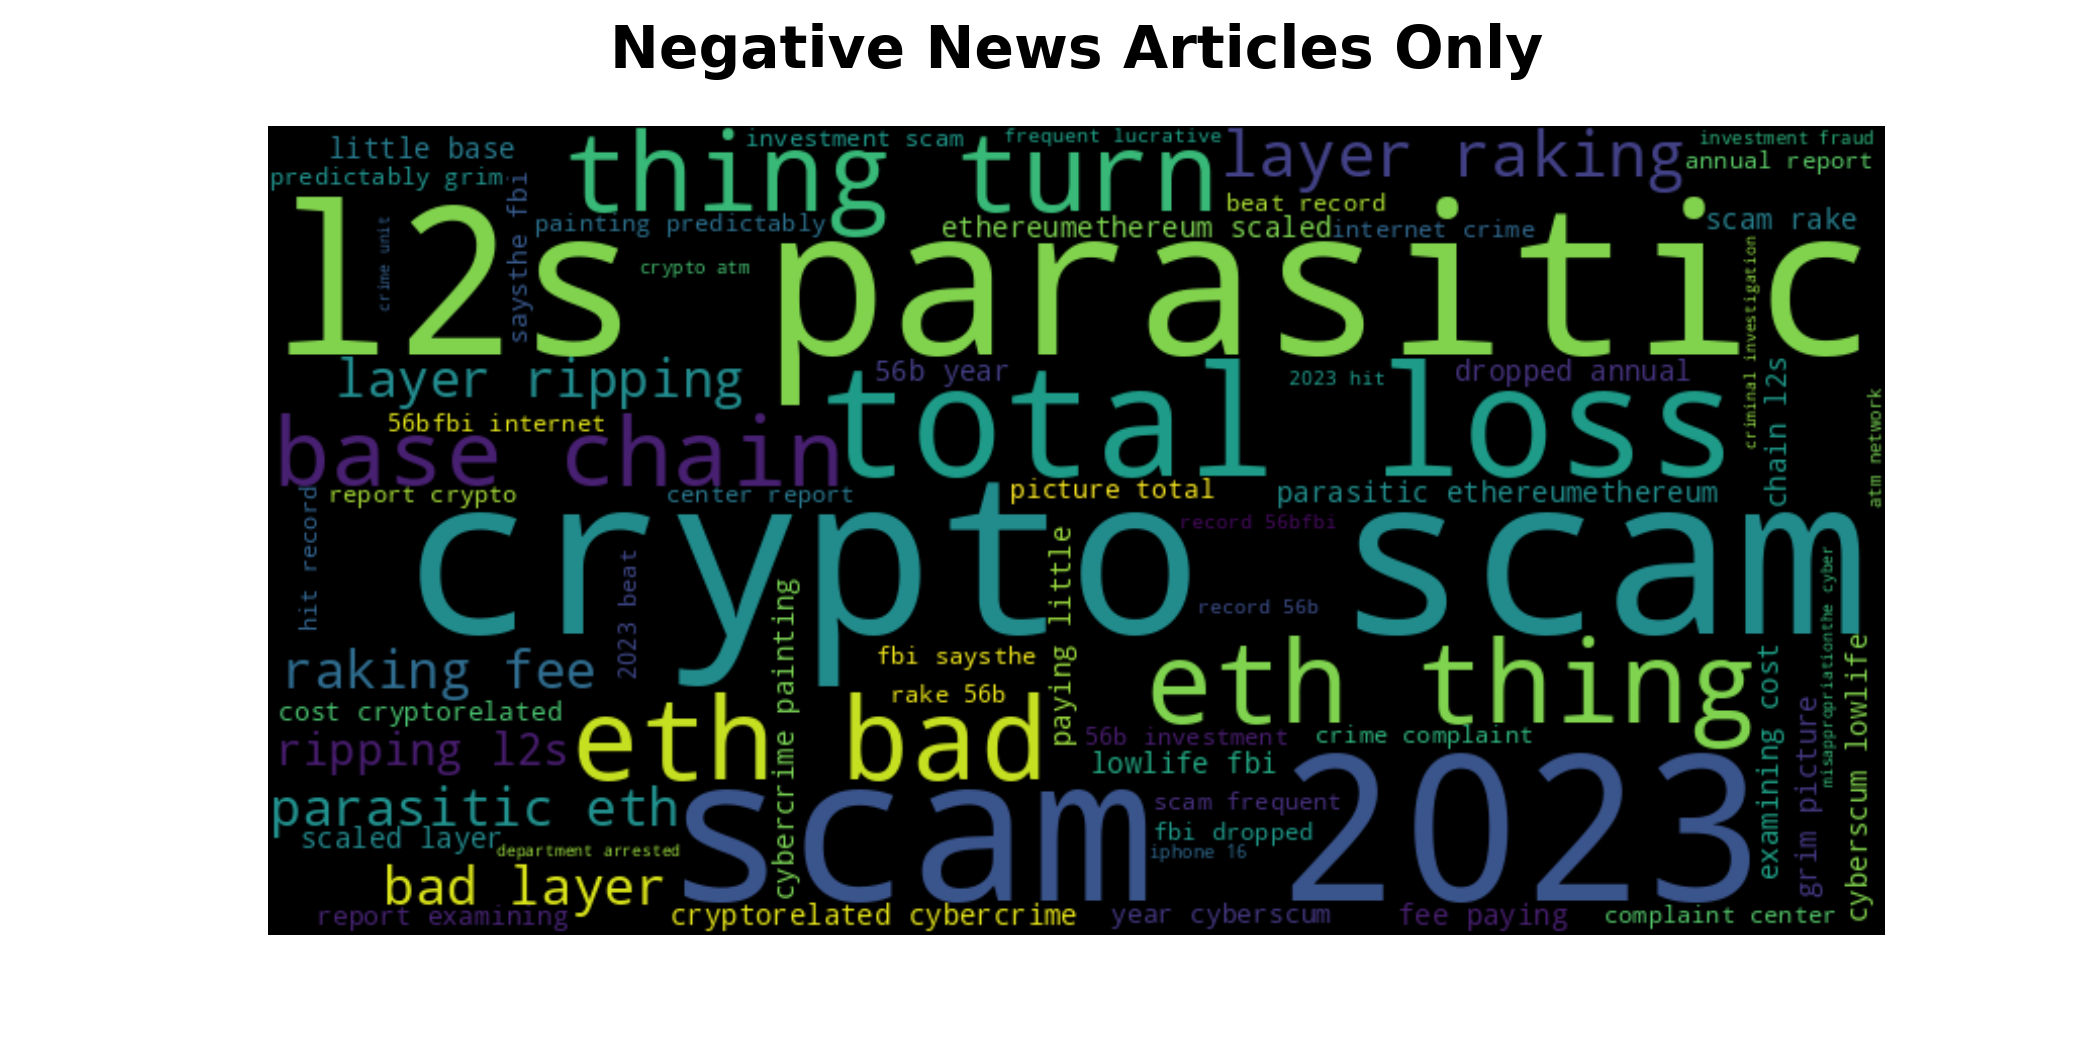 Negative News Articles Only
little base
investment scam
frequent lucrative
layer raking
investment fraud
annual report
predictably grim
thing turn
saysthe fbi
beat record
painting predictably
ethereumethereum scaled
internet crime
scam rake
crime unit
crypto atm
l2s parasitic
criminal investigation
layer ripping
56b year
2023 hit
dropped annual
chain l2s
atm network
56bfbi internet
base chain
total loss
report crypto
center report
picture total
parasitic ethereumethereum
hit record
record 56bfbi
crypto scam
2023 beat
record 56b
paying little
misappropriationthe cyber
cybercrime painting
raking fee
fbi saysthe
eth thing
rake 56b
cost cryptorelated
eth bad
ripping l2s
56b investment
crime complaint
examining cost
grim picture
cyberscum lowlife
lowlife fbi
parasitic eth
scam 2023
scam frequent
scaled layer
department arrested
fbi dropped
iphone 16
bad layer
report examining
cryptorelated cybercrime
year cyberscum
fee paying
complaint center